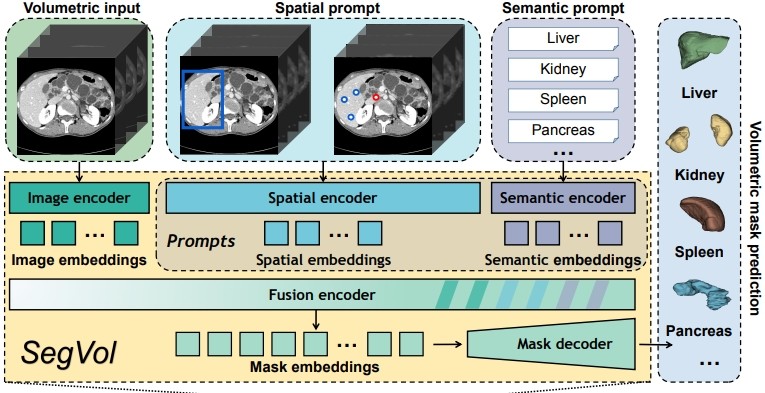 Volumetric input
Spatial prompt
Semantic prompt
Liver
Kidney
Spleen
Pancreas
...
Image encoder
Spatial encoder
Semantic encoder
...
Prompts
...
...
Image embeddings
Spatial embeddings
Semantic embeddings
Fusion encoder
SegVol
...
Mask embeddings
Mask decoder
Liver
Kidney
Spleen
Pancreas
...
Volumetric mask prediction